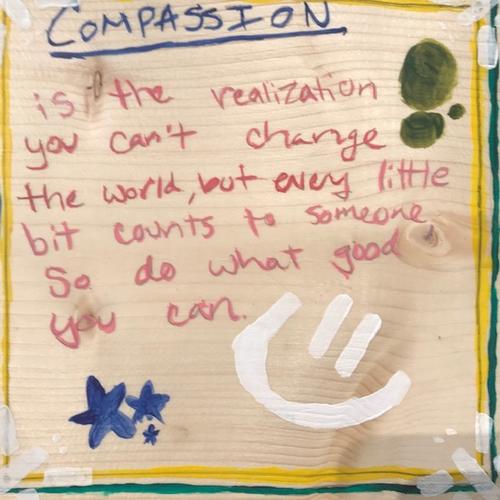 COMPASSION
is the realization
you can't change
the world, but every little
bit counts to someone
So do what good
you can.